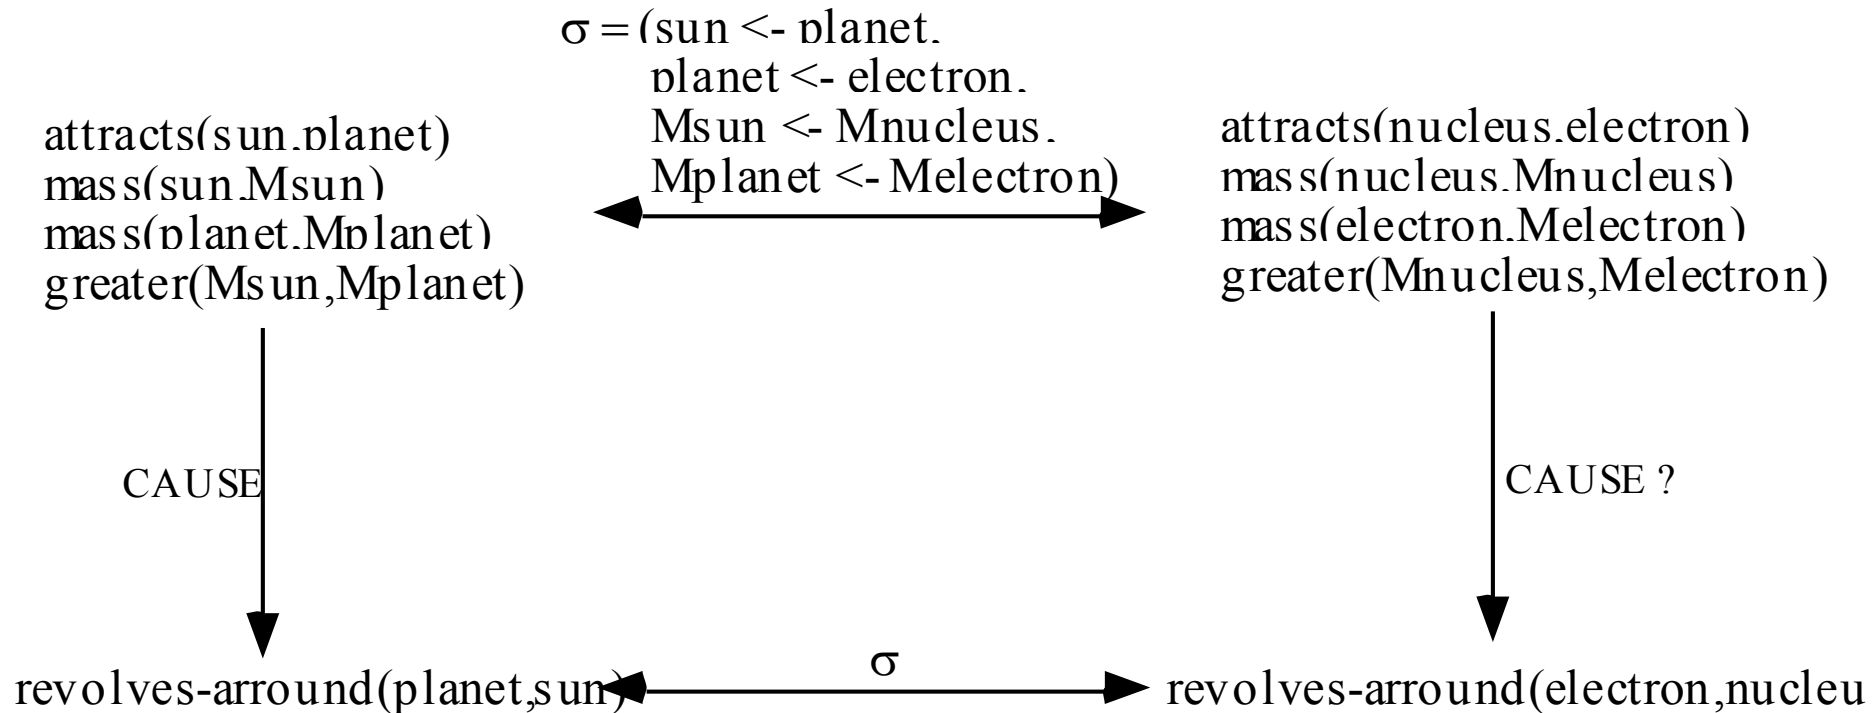 σ = (sun <- planet,
planet <- electron,
Msun <- Mnucleus,
Mplanet <- Melectron)
attracts(sun,planet)
mass(sun,Msun)
mass(planet,Mplanet)
greater(Msun,Mplanet)
attracts(nucleus,electron)
mass(nucleus,Mnucleus)
mass(electron,Melectron)
greater(Mnucleus,Melectron)
CAUSE
CAUSE ?
revolves-arround(planet,sun)
σ
revolves-arround(electron,nucleu